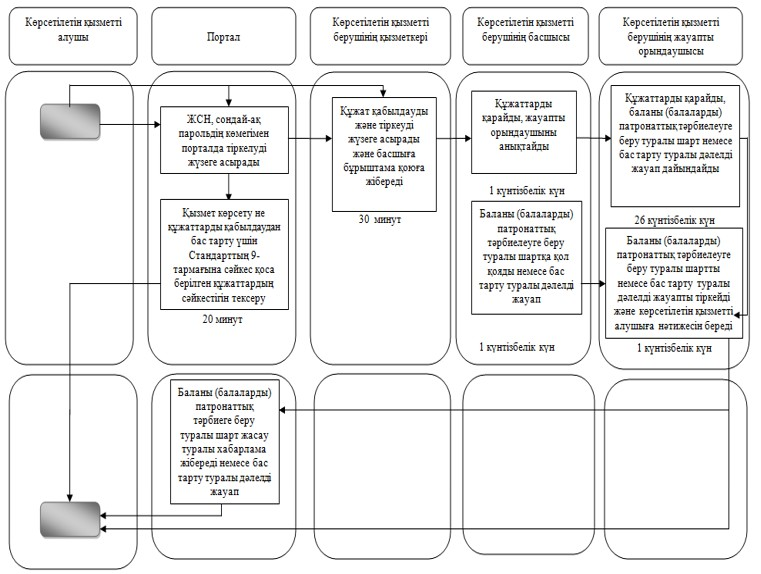 Көрсетілетін қызметті
алушы
Портал
Көрсетілетін қызметті
берушінің қызметкері
Көрсетілетін қызметті
берушінің басшысы
Көрсетілетін қызметті
берушінің жауапты
орындаушысы
ЖСН, сондай-ақ
парольдің көмегімен
порталда тіркелуді
жүзеге асырады
Құжат қабылдауды
және тіркеуді
жүзеге асырады
және басшыға
бұрыштама қоюға
жібереді
30 минут
Құжаттарды
қарайды, жауапты
орындаушыны
анықтайды
1 күнтізбелік күн
Құжаттарды қарайды,
баланы (балаларды)
патронаттық тәрбиелеуге
беру туралы шарт немесе
бас тарту туралы дәлелді
жауап дайындайды
26 күнтізбелік күн
Қызмет көрсету не
құжаттарды қабылдаудан
бас тарту үшін
Стандарттың 9-
тармағына сәйкес қоса
берілген құжаттардың
сәйкестігін тексеру
20 минут
Баланы (балаларды)
патронаттық
тәрбиелеуге беру
туралы шартқа қол
қояды немесе бас
тарту туралы дәлелді
жауап
1 күнтізбелік күн
Баланы (балаларды)
патронаттық тәрбиелеуге
беру туралы шартты
немесе бас тарту туралы
дәлелді жауапты тіркейді
және көрсетілетін қызметті
алушыға нәтижесін береді
1 күнтізбелік күн
Баланы (балаларды)
патронаттық
тәрбиеге беру
туралы шарт жасау
туралы хабарлама
жібереді немесе бас
тарту туралы дәлелді
жауап